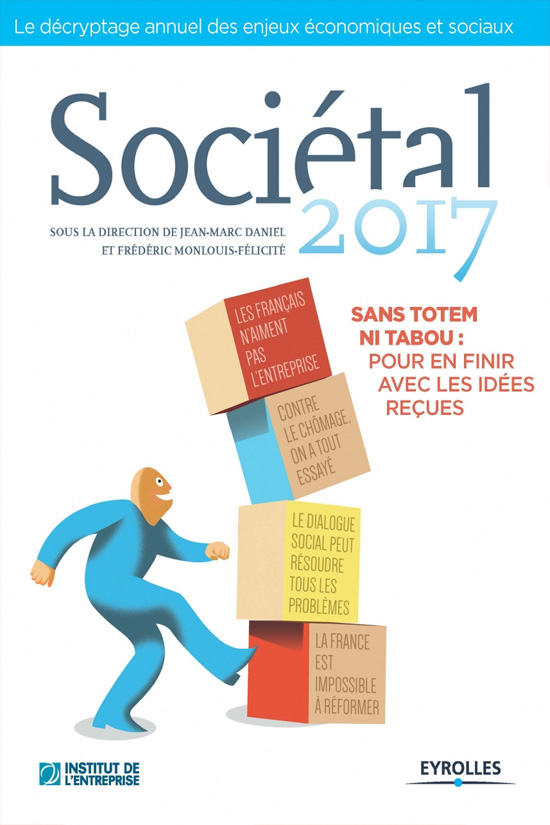 Le décryptage annuel des enjeux économiques et sociaux
Sociétal
2017
SOUS LA DIRECTION DE JEAN-MARC DANIEL
ET FRÉDÉRIC MONLOUIS-FÉLICITÉ
SANS TOTEM
NI TABOU :
POUR EN FINIR
AVEC LES IDÉES
REÇUES
LES FRANÇAIS
N'AIMENT
PAS
L'ENTREPRISE
CONTRE
LE CHÔMAGE,
ON A TOUT
ESSAYÉ
LE DIALOGUE
SOCIAL PEUT
RÉSOUDRE
TOUS LES
PROBLÈMES
LA FRANCE
EST
IMPOSSIBLE
À RÉFORMER
INSTITUT DE
L'ENTREPRISE
EYROLLES